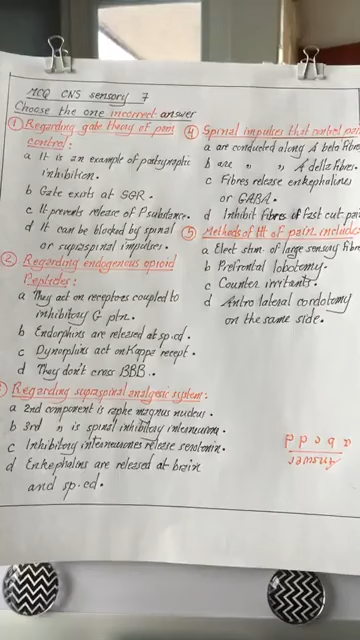 MCQ CNS sensory 7
Choose the one incorrect answer
① Regarding gate theory of pain control:
a It is an example of postsynaptic inhibition.
b Gate exists at SGR.
c It prevents release of P substance.
d It can be blocked by spinal or supraspinal impulses.
② Regarding endogenous opioid Peptides:
a They act on receptors coupled to inhibitory G ptn.
b Endorphins are released at sp.cd.
c Dynorphins act on Kappa recept.
d They don't cross BBB.
Regarding supraspinal analgesic system:
a 2nd component is raphe magnus nucleus.
b 3rd " is spinal inhibitory interneuron.
c Inhibitory interneurones release serotonin.
d Enkephalins are released at brain and sp.cd.
④ Spinal impulses that control pain
a are conducted along A beta fibres
b are " " A delta fibres.
c Fibres release enkephalines or GABA.
d Inhibit fibres of fast cut. pain
⑤ Methods of ttt of pain include:
a Elect stim. of large sensory fibre
b Prefrontal lobotomy.
c Counter irritants.
d Antro lateral cordotomy on the same side.
Answer
a b c d d